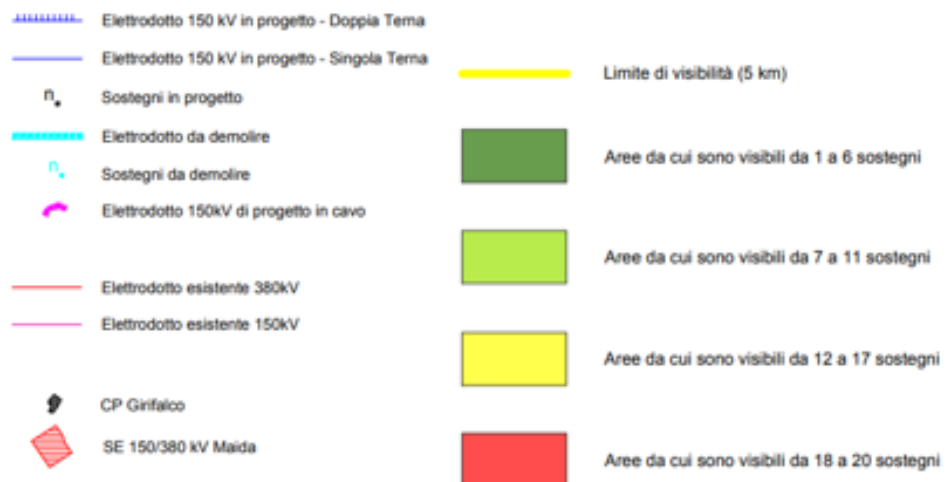 Elettrodotto 150 kV in progetto - Doppia Terna
Elettrodotto 150 kV in progetto - Singola Terna
n.
Sostegni in progetto
Elettrodotto da demolire
n.
Sostegni da demolire
Elettrodotto 150kV di progetto in cavo
Elettrodotto esistente 380kV
Elettrodotto esistente 150kV
CP Girifalco
SE 150/380 kV Maida
Limite di visibilità (5 km)
Aree da cui sono visibili da 1 a 6 sostegni
Aree da cui sono visibili da 7 a 11 sostegni
Aree da cui sono visibili da 12 a 17 sostegni
Aree da cui sono visibili da 18 a 20 sostegni